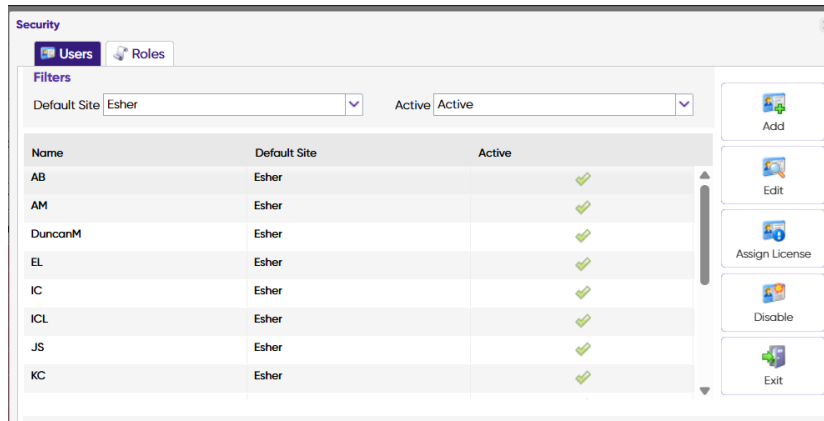 Security
Users Roles
Filters
Default Site Esher Active Active
Add
Name Default Site Active
AB Esher
Edit
AM Esher
DuncanM Esher
Assign License
EL Esher
IC Esher
Disable
ICL Esher
JS Esher
KC Esher
Exit